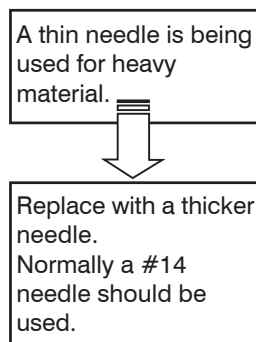 A thin needle is being
used for heavy
material.
Replace with a thicker
needle.
Normally a #14
needle should be
used.